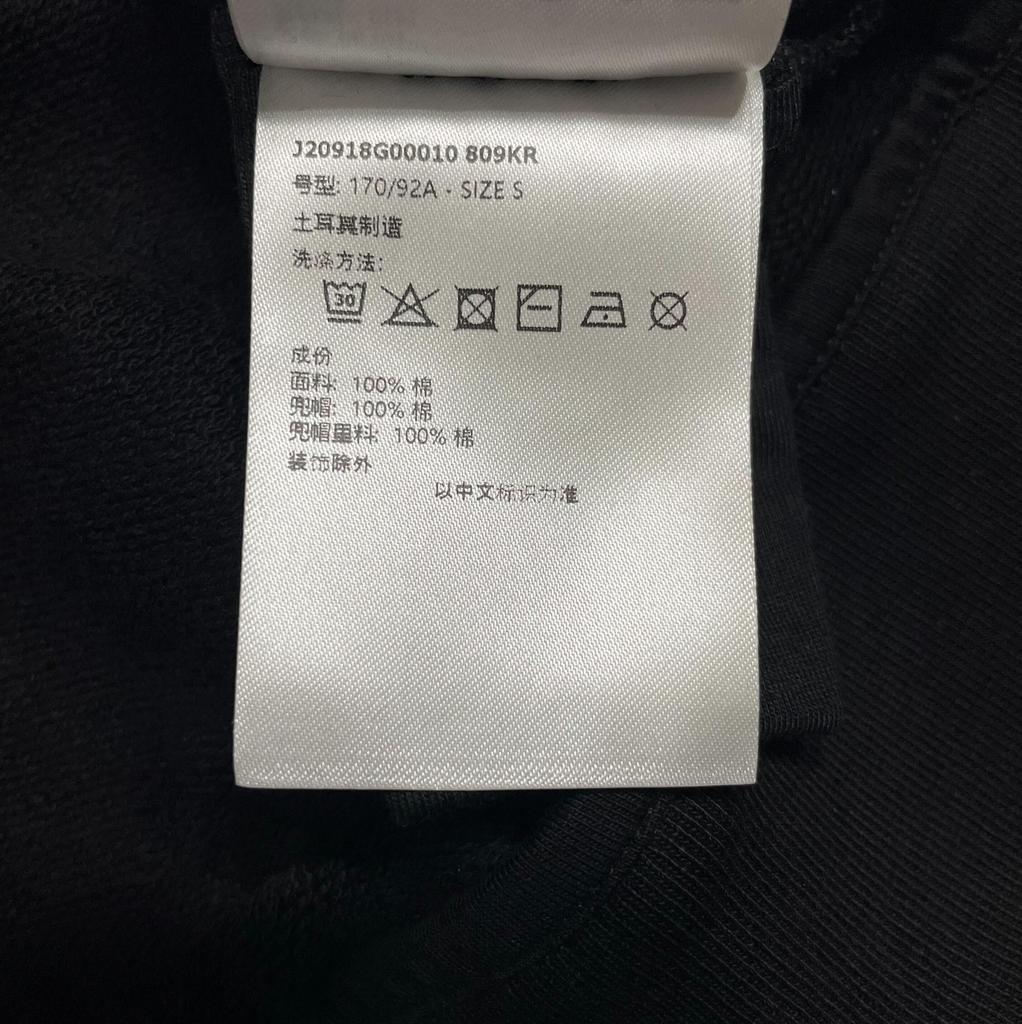 J20918G00010 809KR
号型: 170/92A - SIZE S
土耳其制造
洗涤方法:
30
成份
面料: 100% 棉
兜帽: 100% 棉
兜帽里料: 100% 棉
装饰除外
以中文标识为准